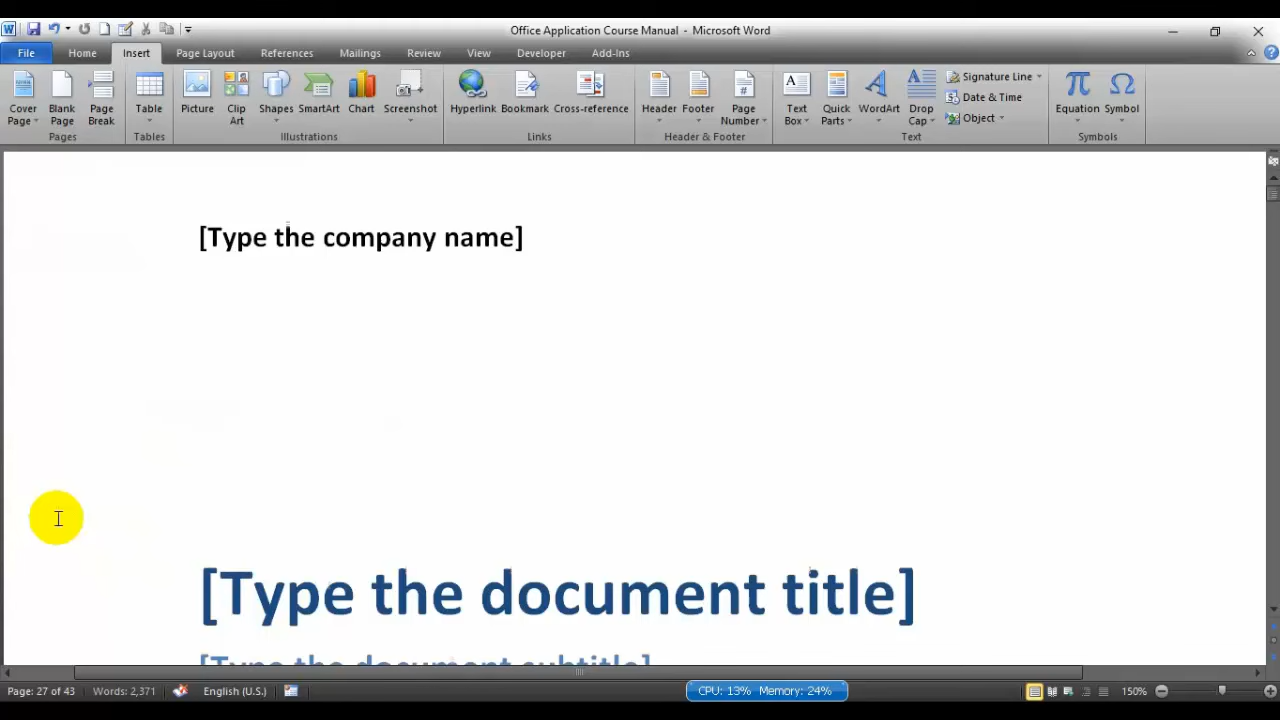 Office Application Course Manual - Microsoft Word
File Home Insert Page Layout References Mailings Review View Developer Add-Ins
Cover Page Blank Page Page Break Table Picture Clip Art Shapes SmartArt Chart Screenshot Hyperlink Bookmark Cross-reference Header Footer Page Number Text Box Quick Parts WordArt Drop Cap Signature Line Date & Time Object Equation Symbol
Pages Tables Illustrations Links Header & Footer Text Symbols
[Type the company name]
[Type the document title]
[Type the document subtitle]
Page: 27 of 43 Words: 2,371 English (U.S.) CPU: 13% Memory: 24% 150%